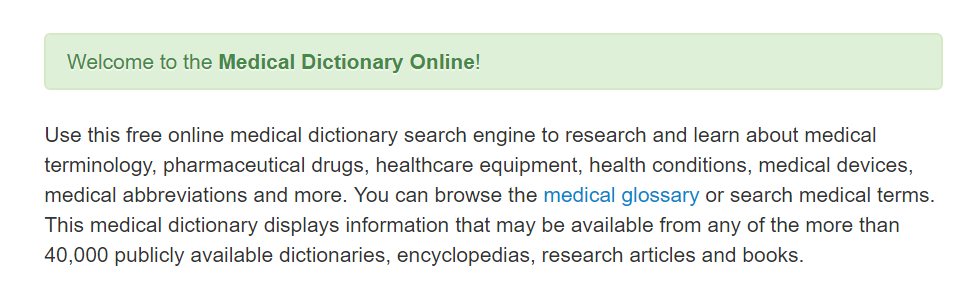 Welcome to the Medical Dictionary Online!
Use this free online medical dictionary search engine to research and learn about medical
terminology, pharmaceutical drugs, healthcare equipment, health conditions, medical devices,
medical abbreviations and more. You can browse the medical glossary or search medical terms.
This medical dictionary displays information that may be available from any of the more than
40,000 publicly available dictionaries, encyclopedias, research articles and books.